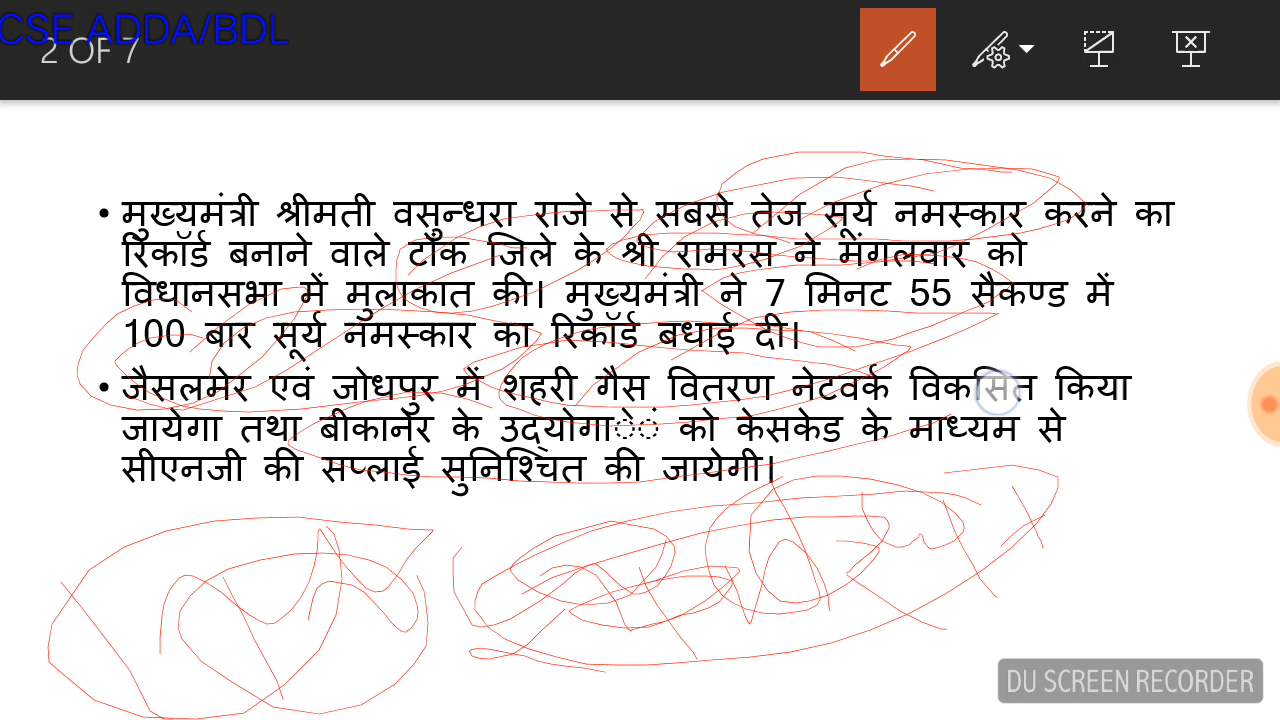 CSE ADDA/BDL
2 OF 7
• मुख्यमंत्री श्रीमती वसुन्धरा राजे से सबसे तेज सूर्य नमस्कार करने का
रिकॉर्ड बनाने वाले टोंक जिले के श्री रामरस ने मंगलवार को
विधानसभा में मुलाकात की। मुख्यमंत्री ने 7 मिनट 55 सैकण्ड में
100 बार सूर्य नमस्कार का रिकॉर्ड बधाई दी।
• जैसलमेर एवं जोधपुर में शहरी गैस वितरण नेटवर्क विकसित किया
जायेगा तथा बीकानेर के उद्योगाें को केसकेड के माध्यम से
सीएनजी की सप्लाई सुनिश्चित की जायेगी।
DU SCREEN RECORDER